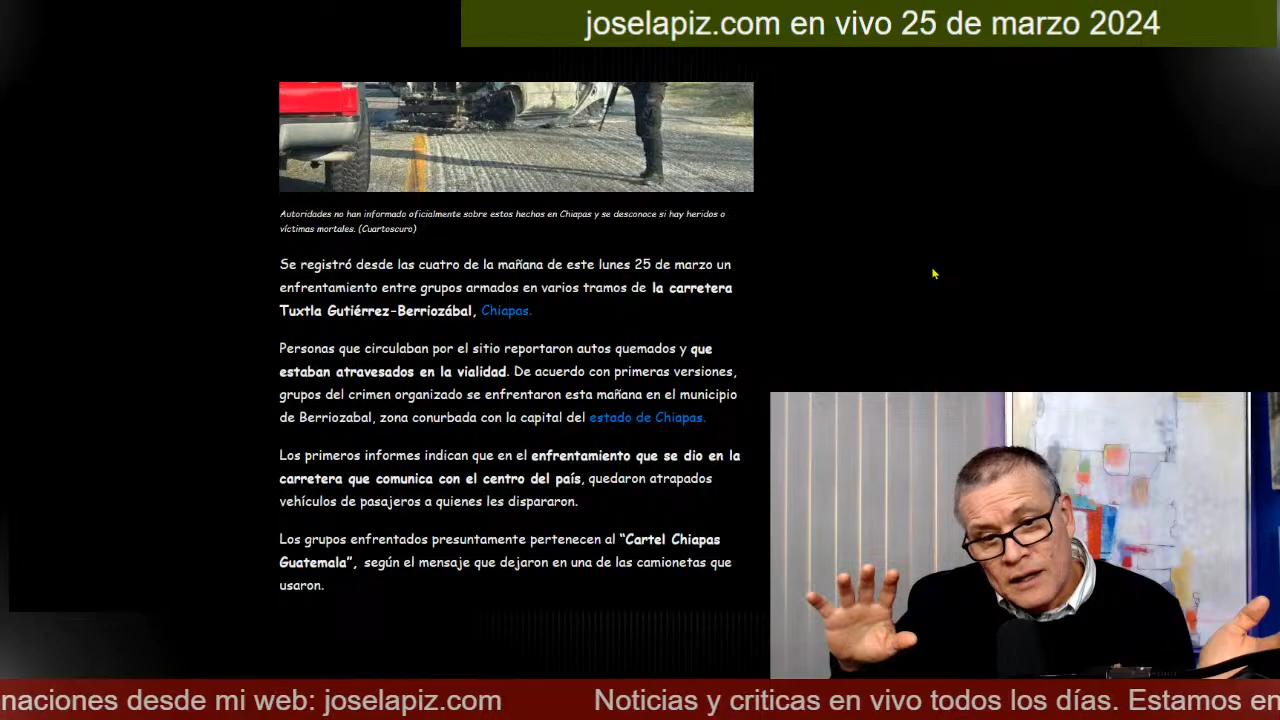 joselapiz.com en vivo 25 de marzo 2024
Autoridades no han informado oficialmente sobre estos hechos en Chiapas y se desconoce si hay heridos o
víctimas mortales. (Cuartoscuro)
Se registró desde las cuatro de la mañana de este lunes 25 de marzo un
enfrentamiento entre grupos armados en varios tramos de la carretera
Tuxtla Gutiérrez-Berriozábal, Chiapas.
Personas que circulaban por el sitio reportaron autos quemados y que
estaban atravesados en la vialidad. De acuerdo con primeras versiones,
grupos del crimen organizado se enfrentaron esta mañana en el municipio
de Berriozabal, zona conurbada con la capital del estado de Chiapas.
Los primeros informes indican que en el enfrentamiento que se dio en la
carretera que comunica con el centro del país, quedaron atrapados
vehículos de pasajeros a quienes les dispararon.
Los grupos enfrentados presuntamente pertenecen al “Cartel Chiapas
Guatemala”, según el mensaje que dejaron en una de las camionetas que
usaron.
naciones desde mi web: joselapiz.com Noticias y criticas en vivo todos los días. Estamos en